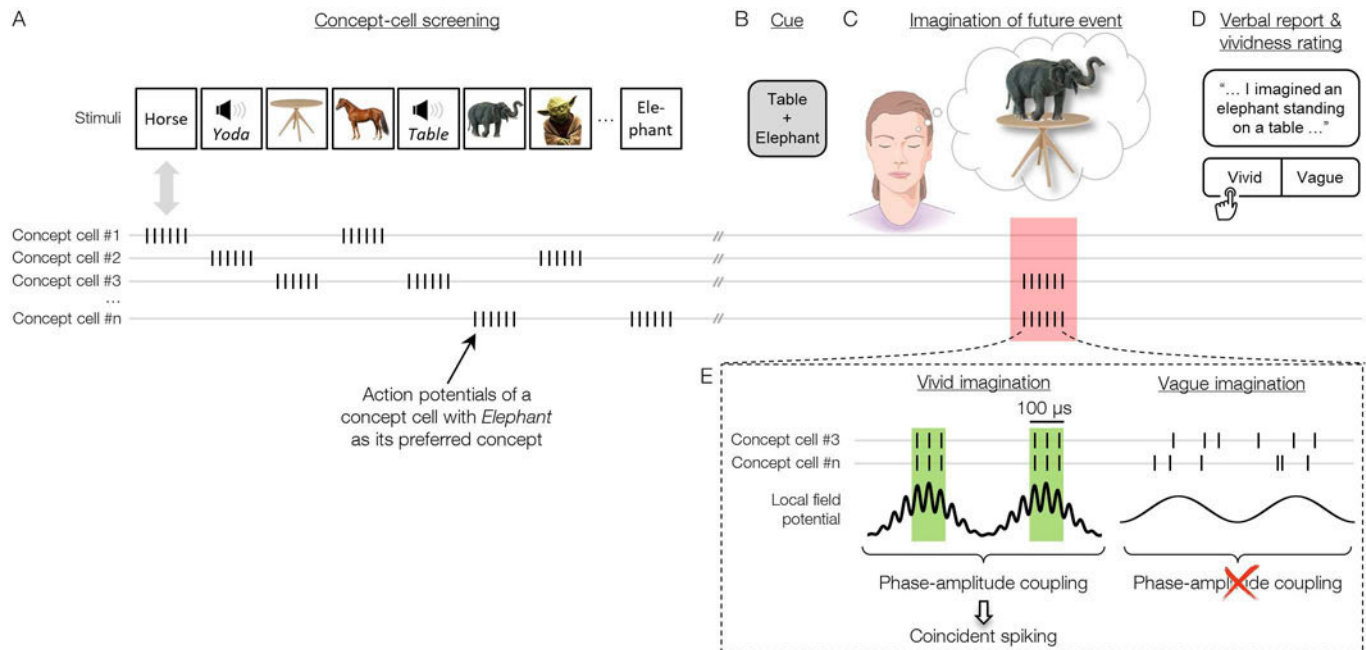 A
Concept-cell screening
Stimuli
Horse
Yoda
Table
...
Ele-
phant
Concept cell #1
Concept cell #2
Concept cell #3
...
Concept cell #n
Action potentials of a
concept cell with Elephant
as its preferred concept
B
Cue
Table
+
Elephant
C
Imagination of future event
D
Verbal report &
vividness rating
“... I imagined an
elephant standing
on a table ...”
Vivid
Vague
E
Vivid imagination
Vague imagination
100 µs
Concept cell #3
Concept cell #n
Local field
potential
Phase-amplitude coupling
Phase-amplitude coupling
Coincident spiking